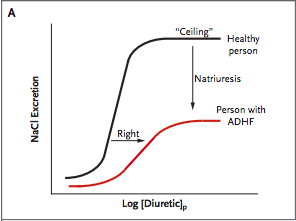 A
"Ceiling"
Healthy
person
Natriuresis
Person with
ADHF
Right
NaCl Excretion
Log [Diuretic]p